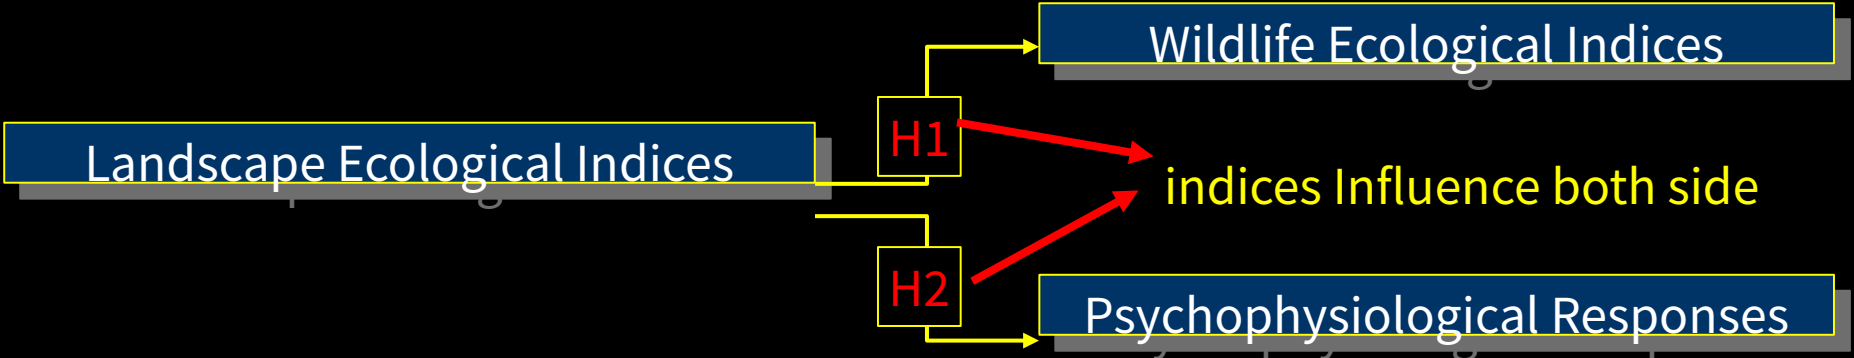 Wildlife Ecological Indices
H1
Landscape Ecological Indices
indices Influence both side
H2
Psychophysiological Responses